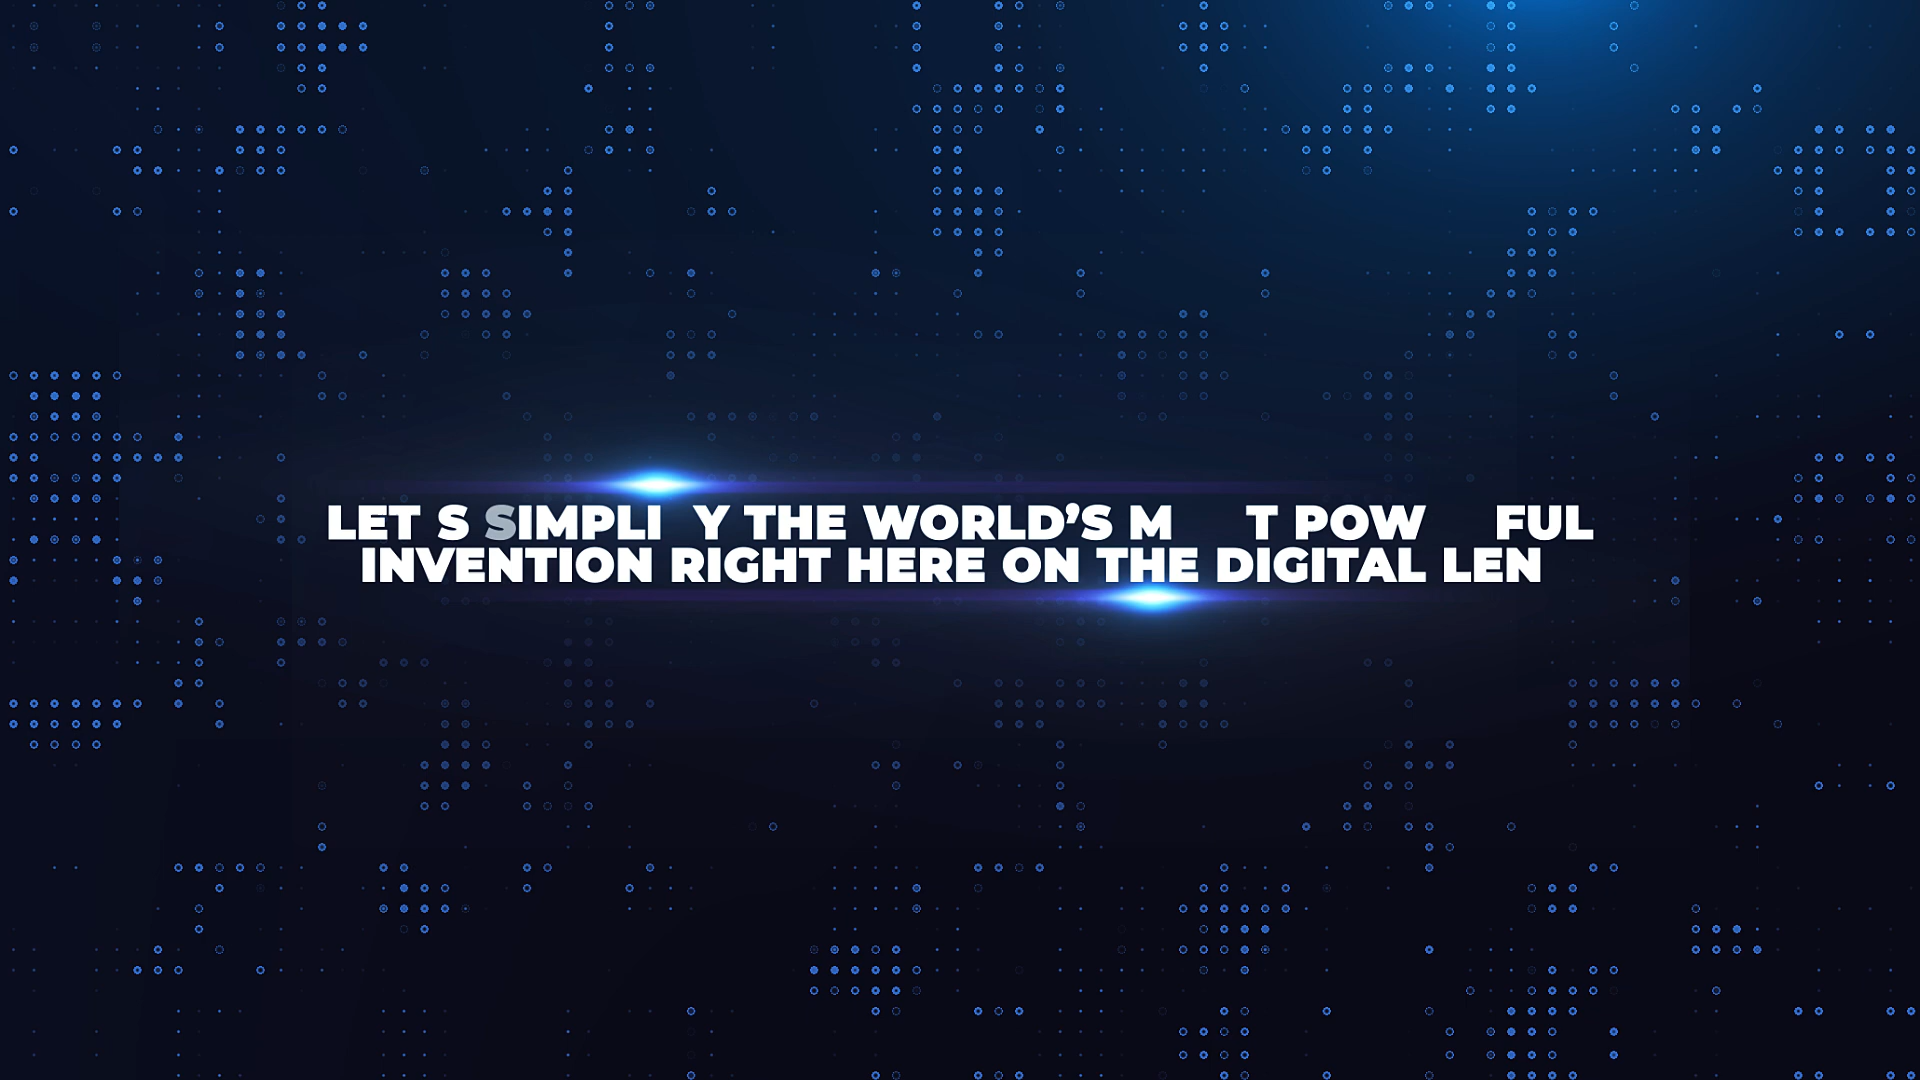 LET S SIMPLI Y THE WORLD’S M T POW FUL
INVENTION RIGHT HERE ON THE DIGITAL LEN